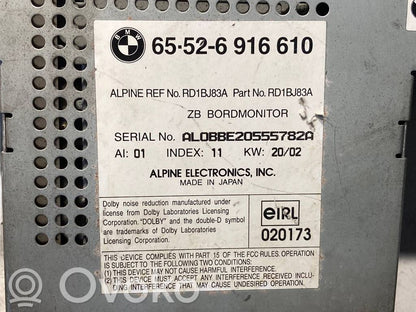 BMW
65-52-6 916 610
ALPINE REF No. RD1BJ83A Part No. RD1BJ83A
ZB BORDMONITOR
SERIAL No. AL0BBE20555782A
AI: 01 INDEX: 11 KW: 20/02
ALPINE ELECTRONICS, INC.
MADE IN JAPAN
Dolby noise reduction manufactured under
license from Dolby Laboratories Licensing
Corporation. "DOLBY" and the double-D symbol
are trademarks of Dolby Laboratories Licensing
Corporation.
eIRL
020173
THIS DEVICE COMPLIES WITH PART 15 OF THE FCC RULES. OPERATION
IS SUBJECT TO THE FOLLOWING TWO CONDITIONS:
(1) THIS DEVICE MAY NOT CAUSE HARMFUL INTERFERENCE.
(2) THIS DEVICE MUST ACCEPT ANY INTERFERENCE RECEIVED INCLUDING
INTERFERENCE THAT MAY CAUSE UNDESIRED OPERATION.
Ovoko